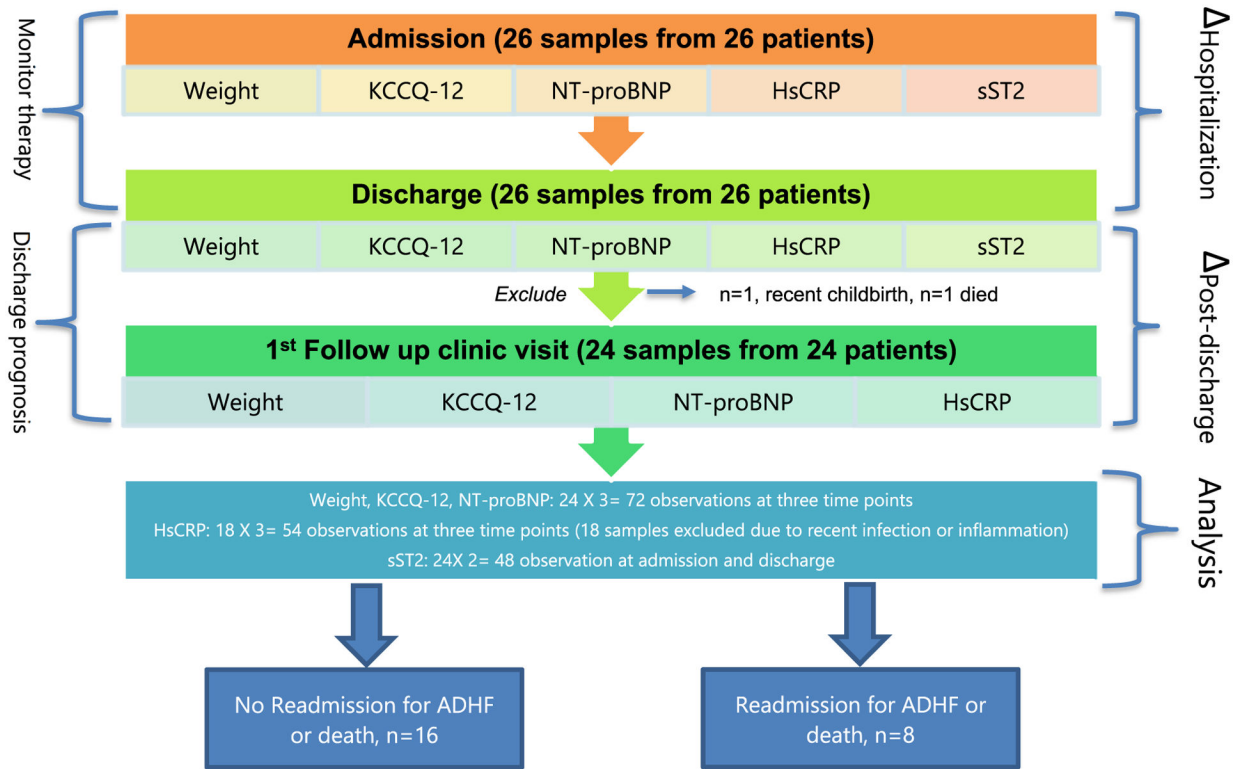 Admission (26 samples from 26 patients)
Weight KCCQ-12 NT-proBNP HsCRP sST2
Monitor therapy
ΔHospitalization
Discharge (26 samples from 26 patients)
Weight KCCQ-12 NT-proBNP HsCRP sST2
Exclude n=1, recent childbirth, n=1 died
Discharge prognosis
ΔPost-discharge
1st Follow up clinic visit (24 samples from 24 patients)
Weight KCCQ-12 NT-proBNP HsCRP
Weight, KCCQ-12, NT-proBNP: 24 X 3= 72 observations at three time points
HsCRP: 18 X 3= 54 observations at three time points (18 samples excluded due to recent infection or inflammation)
sST2: 24X 2= 48 observation at admission and discharge
Analysis
No Readmission for ADHF
or death, n=16
Readmission for ADHF or
death, n=8